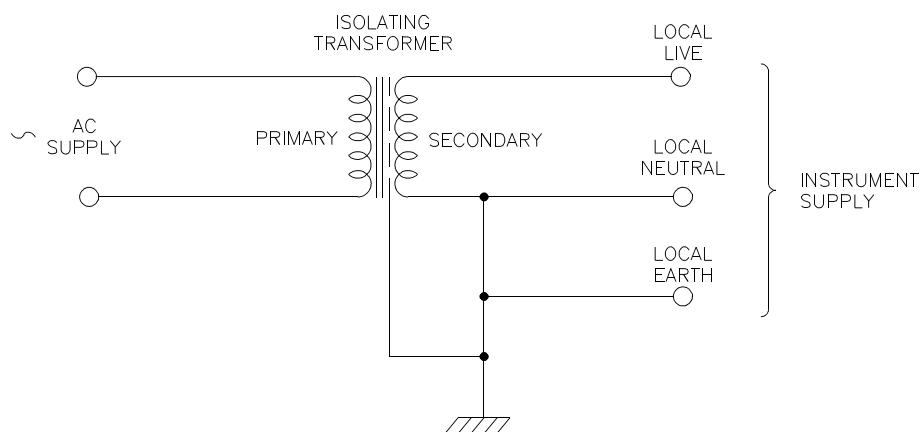 ISOLATING
TRANSFORMER
LOCAL
LIVE
AC
SUPPLY
PRIMARY
SECONDARY
LOCAL
NEUTRAL
INSTRUMENT
SUPPLY
LOCAL
EARTH